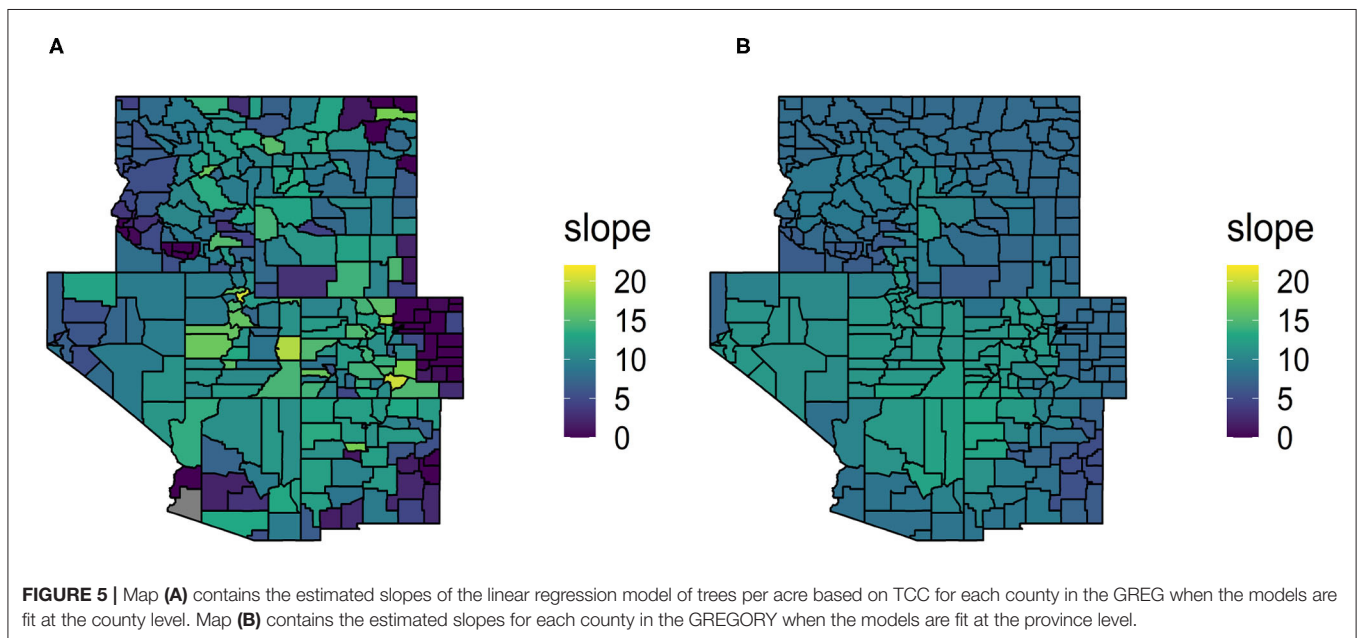 A
B
slope
20
15
10
5
0
slope
20
15
10
5
0
FIGURE 5 | Map (A) contains the estimated slopes of the linear regression model of trees per acre based on TCC for each county in the GREG when the models are
fit at the county level. Map (B) contains the estimated slopes for each county in the GREGORY when the models are fit at the province level.